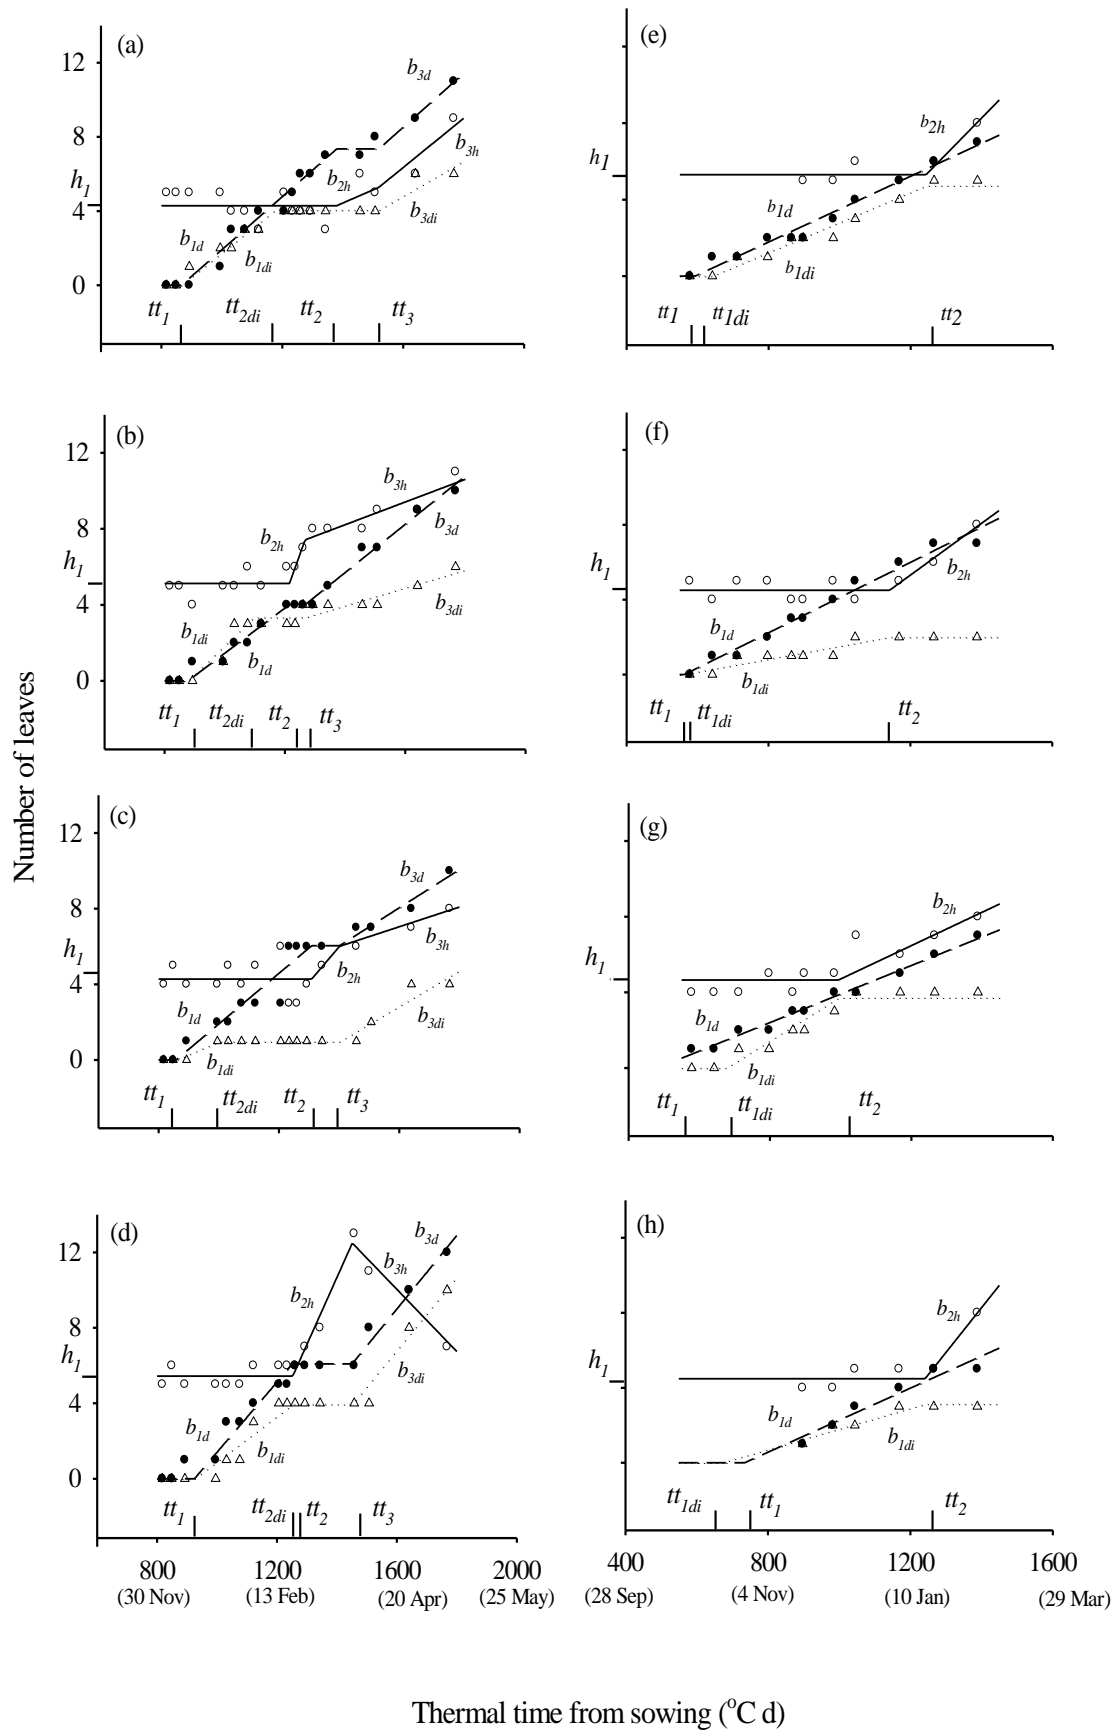 (a)
12
8
4
0
h1
b1d
b1di
b2h
b3d
b3h
b3di
tt1
tt2di
tt2
tt3
(e)
h1
b1d
b1di
b2h
tt1
tt1di
tt2
(b)
12
8
4
0
h1
b1di
b1d
b2h
b3h
b3d
b3di
tt1
tt2di
tt2
tt3
(f)
h1
b1d
b1di
b2h
tt1
tt1di
tt2
Number of leaves
(c)
12
8
4
0
h1
b1d
b1di
b2h
b3d
b3h
b3di
tt1
tt2di
tt2
tt3
(g)
h1
b1d
b1di
b2h
tt1
tt1di
tt2
(d)
12
8
4
0
h1
b1d
b1di
b2h
b3d
b3h
b3di
tt1
tt2di
tt2
tt3
(h)
h1
b1d
b1di
b2h
tt1di
tt1
tt2
800 1200 1600 2000
(30 Nov) (13 Feb) (20 Apr) (25 May)
400 800 1200 1600
(28 Sep) (4 Nov) (10 Jan) (29 Mar)
Thermal time from sowing (°C d)